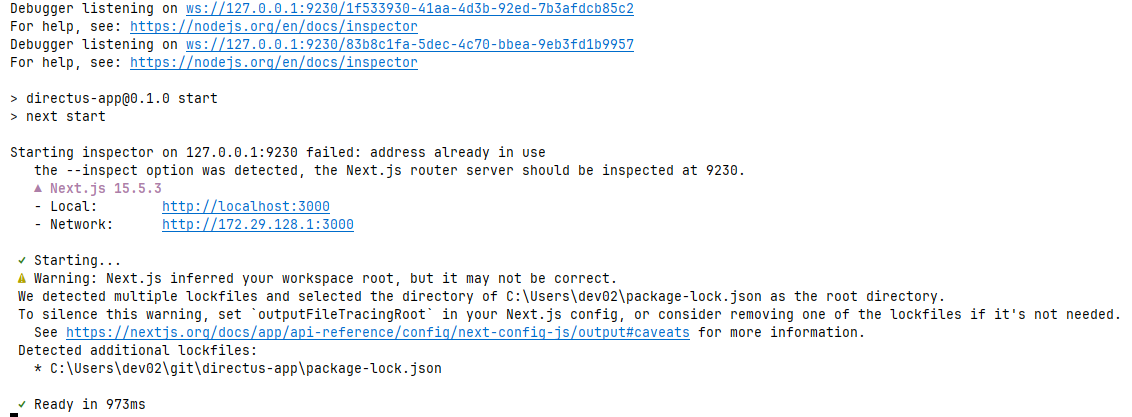 Debugger listening on ws://127.0.0.1:9230/1f533930-41aa-4d3b-92ed-7b3afdcb85c2
For help, see: https://nodejs.org/en/docs/inspector
Debugger listening on ws://127.0.0.1:9230/83b8c1fa-5dec-4c70-bbea-9eb3fd1b9957
For help, see: https://nodejs.org/en/docs/inspector
> directus-app@0.1.0 start
> next start
Starting inspector on 127.0.0.1:9230 failed: address already in use
the --inspect option was detected, the Next.js router server should be inspected at 9230.
▲ Next.js 15.5.3
- Local: http://localhost:3000
- Network: http://172.29.128.1:3000
✓ Starting...
⚠ Warning: Next.js inferred your workspace root, but it may not be correct.
We detected multiple lockfiles and selected the directory of C:\Users\dev02\package-lock.json as the root directory.
To silence this warning, set `outputFileTracingRoot` in your Next.js config, or consider removing one of the lockfiles if it's not needed.
See https://nextjs.org/docs/app/api-reference/config/next-config-js/output#caveats for more information.
Detected additional lockfiles:
* C:\Users\dev02\git\directus-app\package-lock.json
✓ Ready in 973ms